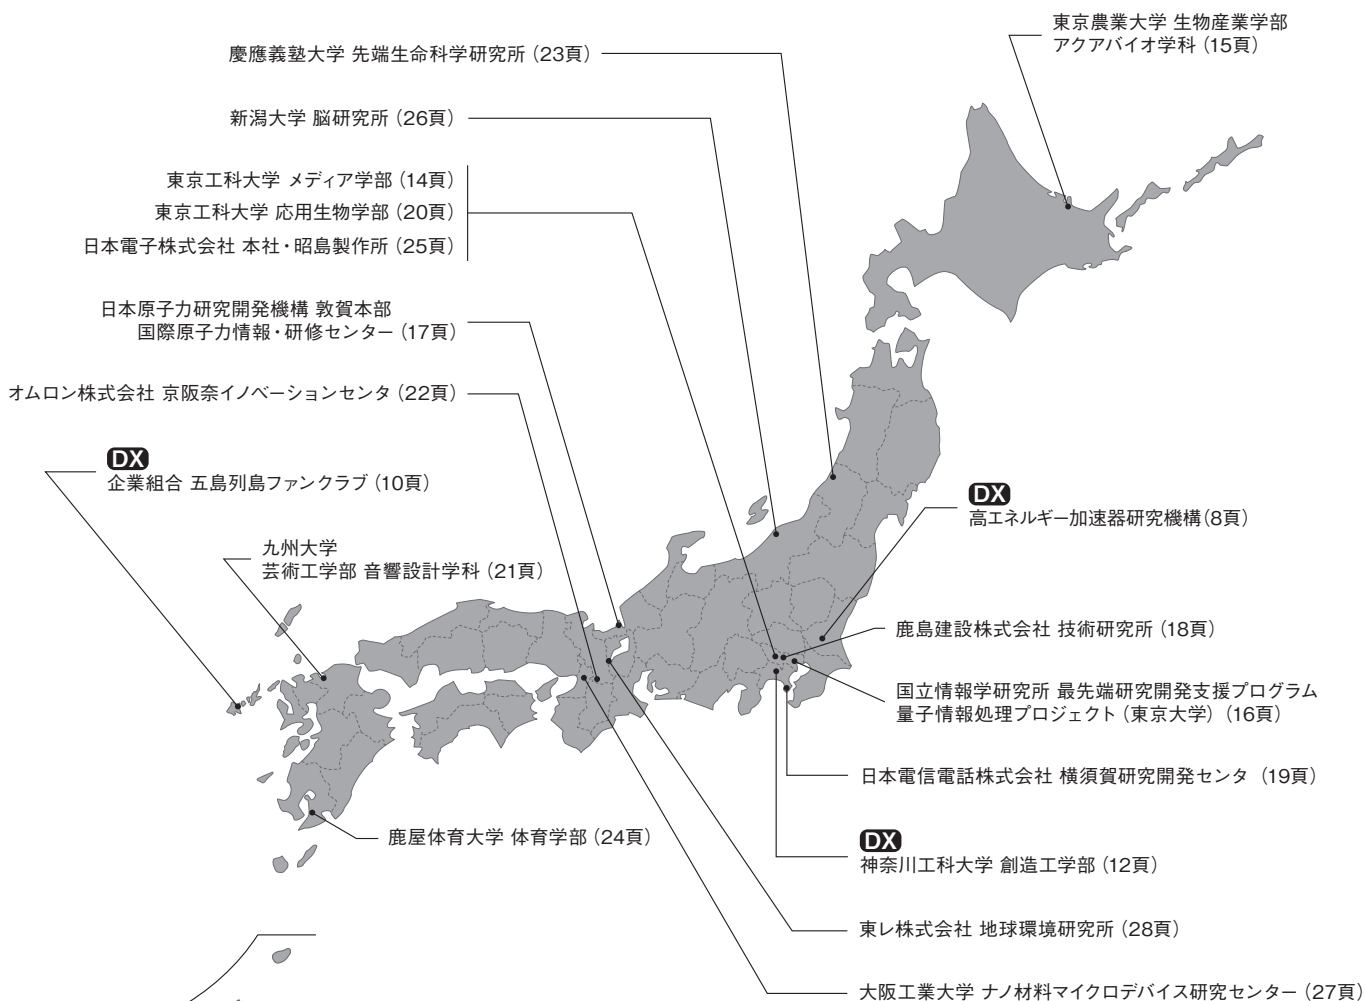 東京農業大学 生物産業学部
アクアバイオ学科 (15頁)
慶應義塾大学 先端生命科学研究所 (23頁)
新潟大学 脳研究所 (26頁)
東京工科大学 メディア学部 (14頁)
東京工科大学 応用生物学部 (20頁)
日本電子株式会社 本社・昭島製作所 (25頁)
日本原子力研究開発機構 敦賀本部
国際原子力情報・研修センター (17頁)
オムロン株式会社 京阪奈イノベーションセンタ (22頁)
DX
企業組合 五島列島ファンクラブ (10頁)
九州大学
芸術工学部 音響設計学科 (21頁)
DX
高エネルギー加速器研究機構(8頁)
鹿島建設株式会社 技術研究所 (18頁)
国立情報学研究所 最先端研究開発支援プログラム
量子情報処理プロジェクト (東京大学) (16頁)
日本電信電話株式会社 横須賀研究開発センタ (19頁)
鹿屋体育大学 体育学部 (24頁)
DX
神奈川工科大学 創造工学部 (12頁)
東レ株式会社 地球環境研究所 (28頁)
大阪工業大学 ナノ材料マイクロデバイス研究センター (27頁)